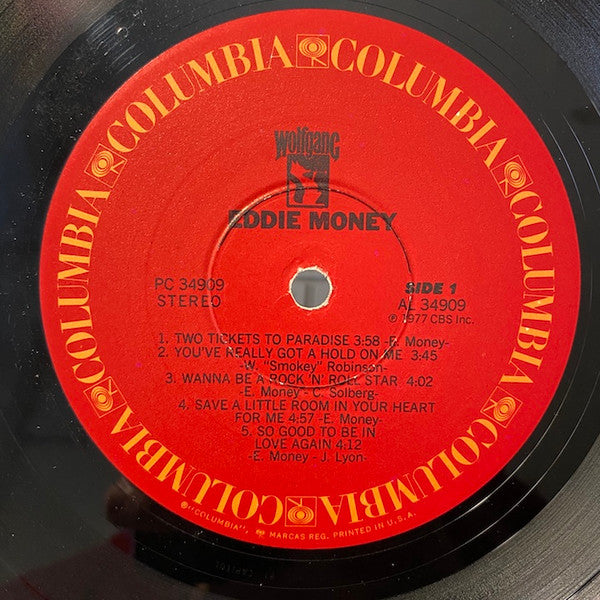 COLUMBIA COLUMBIA COLUMBIA COLUMBIA COLUMBIA COLUMBIA COLUMBIA
wolfgang
EDDIE MONEY
PC 34909
STEREO
SIDE 1
AL 34909
℗ 1977 CBS Inc.
1. TWO TICKETS TO PARADISE 3:58 -E. Money-
2. YOU'VE REALLY GOT A HOLD ON ME 3:45
-W. "Smokey" Robinson-
3. WANNA BE A ROCK 'N' ROLL STAR 4:02
-E. Money - C. Solberg-
4. SAVE A LITTLE ROOM IN YOUR HEART
FOR ME 4:57 -E. Money-
5. SO GOOD TO BE IN
LOVE AGAIN 4:12
-E. Money - J. Lyon-
®"COLUMBIA", MARCAS REG. PRINTED IN U.S.A.